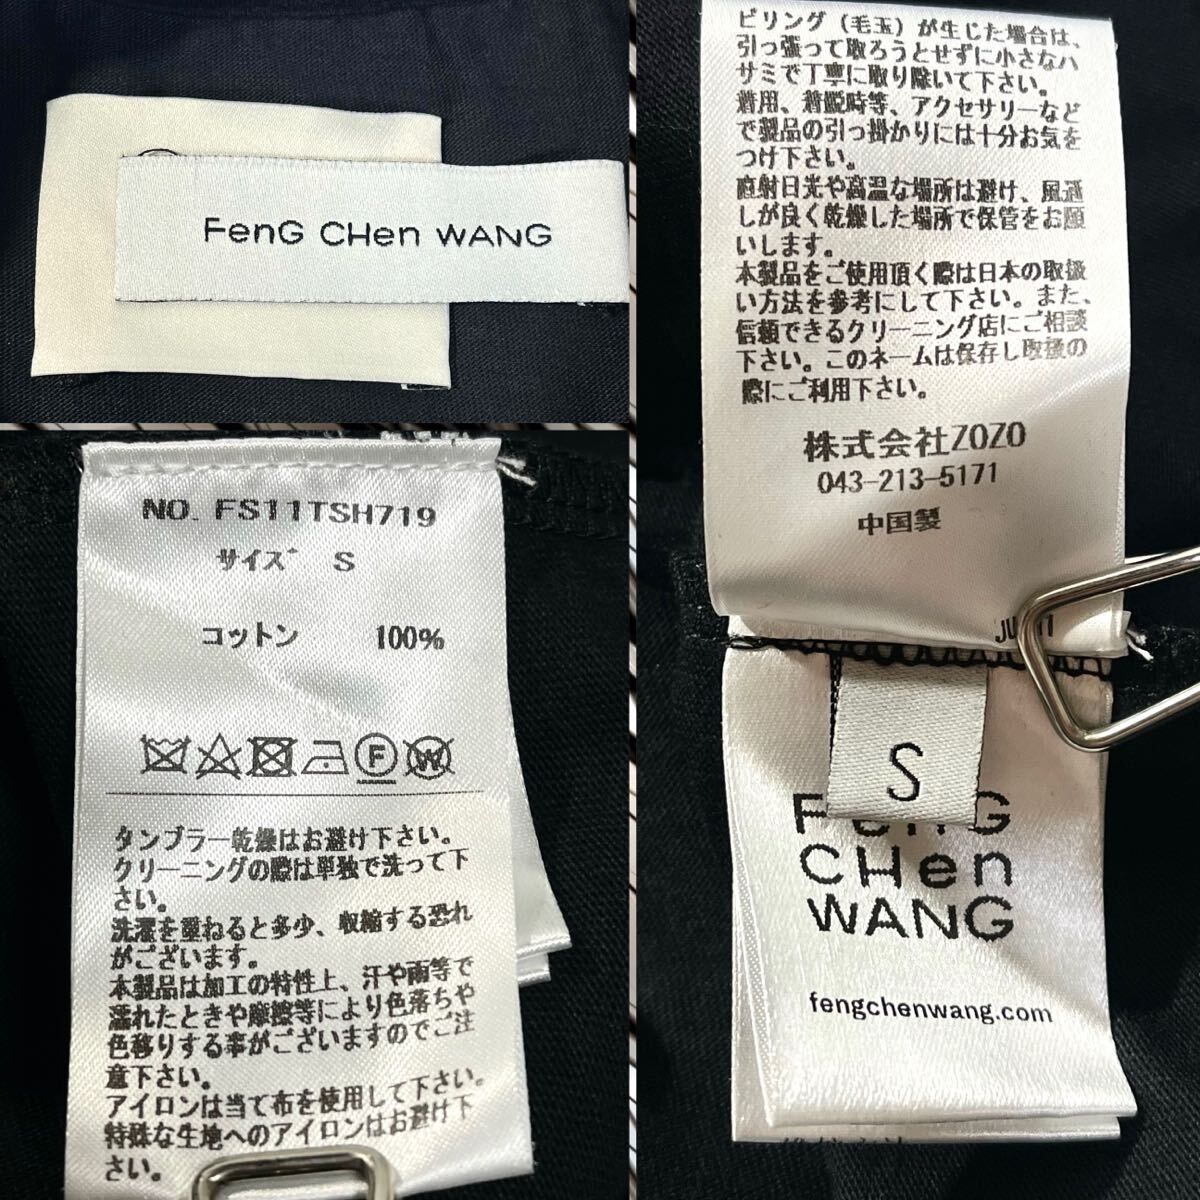 FenG CHen WANG
NO. FS11TSH719
サイズ S
コットン 100%
F W
タンブラー乾燥はお避け下さい。
クリーニングの際は単独で洗って下
さい。
洗濯を重ねると多少、収縮する恐れ
がございます。
本製品は加工の特性上、汗や雨等で
濡れたときや摩擦等により色落ちや
色移りする事がございますのでご注
意下さい。
アイロンは当て布を使用して下さい。
特殊な生地へのアイロンはお避け下
さい。
ピリング（毛玉）が生じた場合は、
引っ張って取ろうとせずに小さなハ
サミで丁寧に取り除いて下さい。
着用、着脱時等、アクセサリーなど
で製品の引っ掛かりには十分お気を
つけ下さい。
直射日光や高温な場所は避け、風通
しが良く乾燥した場所で保管をお願
いします。
本製品をご使用頂く際は日本の取扱
い方法を参考にして下さい。また、
信頼できるクリーニング店にご相談
下さい。このネームは保存し取扱の
際にご利用下さい。
株式会社ZOZO
043-213-5171
中国製
S
FenG
CHen
WANG
fengchenwang.com